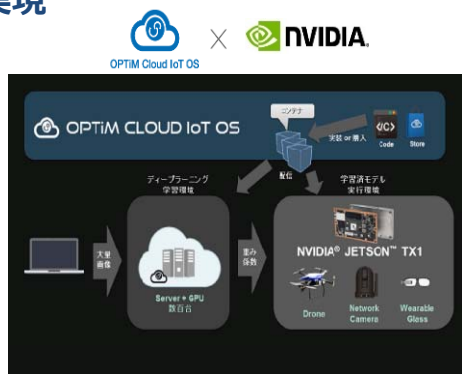 実現
OPTiM Cloud IoT OS
×
NVIDIA.
OPTiM CLOUD IoT OS
コンテナ
実装 or 購入
Code
Store
配信
ディープラーニング
学習環境
学習済モデル
実行環境
大量
画像
重み
係数
NVIDIA® JETSON™ TX1
Server + GPU
数百台
Drone
Network
Camera
Wearable
Glass